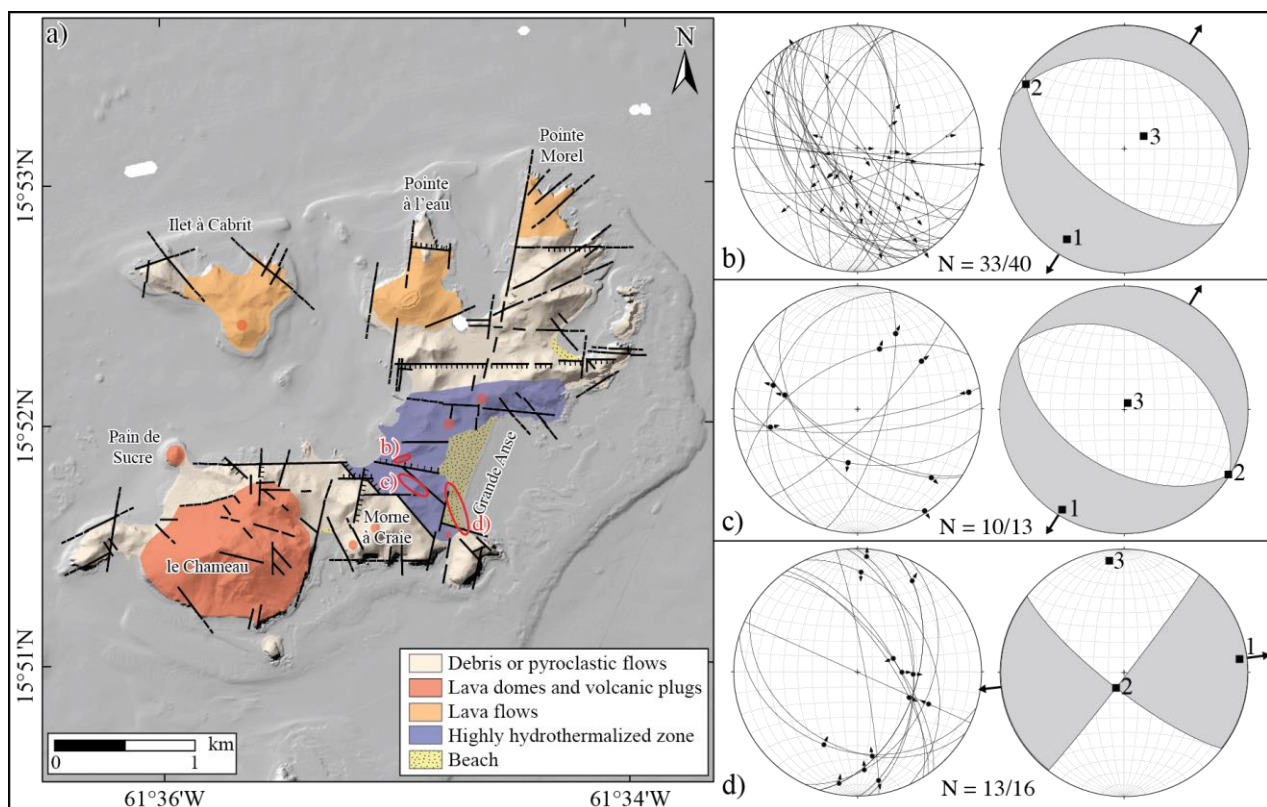 a)
N
Pointe
Morel
Pointe
à l'eau
Ilet à Cabrit
15°53'N
15°52'N
15°51'N
Pain de
Sucre
b)
c)
d)
Grande Anse
Morne
à Craie
le Chameau
Debris or pyroclastic flows
Lava domes and volcanic plugs
Lava flows
Highly hydrothermalized zone
Beach
km
0 1
61°36'W
61°34'W
2
3
1
b)
N = 33/40
3
2
1
c)
N = 10/13
3
1
2
d)
N = 13/16